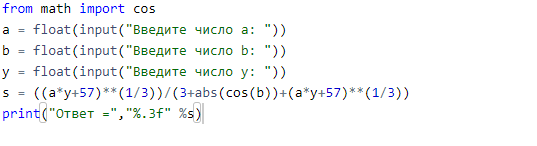 from math import cos
a = float(input("Введите число a: "))
b = float(input("Введите число b: "))
y = float(input("Введите число y: "))
s = ((a*y+57)**(1/3))/(3+abs(cos(b))+(a*y+57)**(1/3))
print("Ответ =","%.3f" %s)